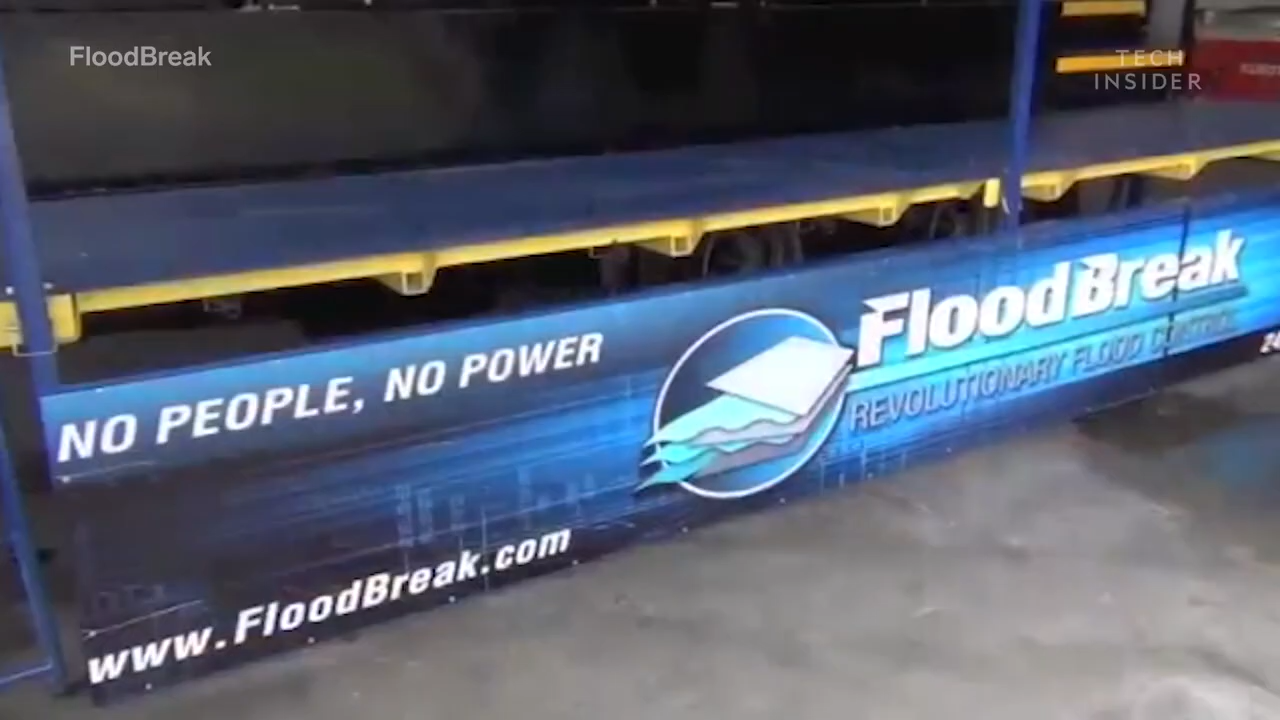 FloodBreak
TECH
INSIDER
FloodBreak
REVOLUTIONARY FLOOD CONTROL
NO PEOPLE, NO POWER
www.FloodBreak.com